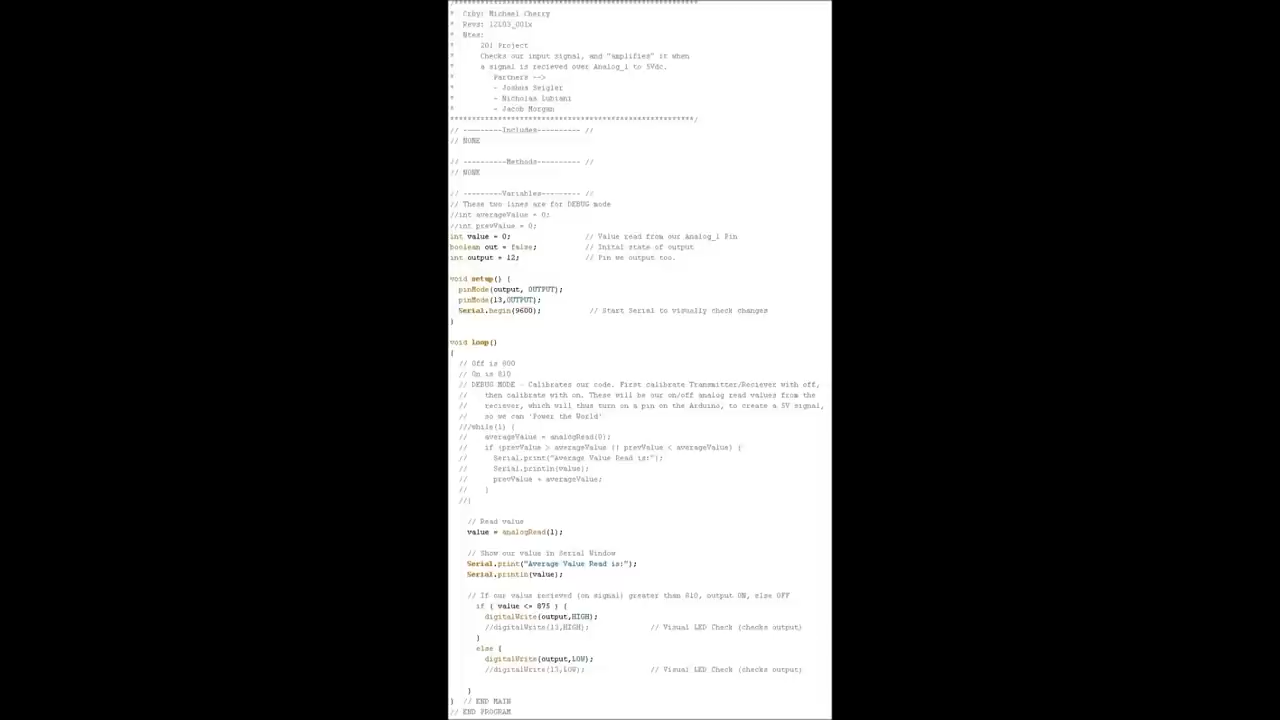 /*********************************************************
*  Crby: Michael Cherry
*  Revs: 12L03_001x
*  Ntes:
*      201 Project
*      Checks our input signal, and "amplifies" it when
*      a signal is recieved over Analog_1 to 5Vdc.
*         Partners -->
*         - Joshua Seigler
*         - Nicholas Lubiani
*         - Jacob Morgan
*********************************************************/
// ---------Includes---------- //
// NONE
// ----------Methods---------- //
// NONE
// ---------Variables--------- //
// These two lines are for DEBUG mode
//int averageValue = 0;
//int prevValue = 0;
int value = 0;                 // Value read from our Analog_1 Pin
boolean out = false;           // Inital state of output
int output = 12;               // Pin we output too.
void setup() {
  pinMode(output, OUTPUT);
  pinMode(13,OUTPUT);
  Serial.begin(9600);           // Start Serial to visually check changes
}
void loop()
{
  // Off is 800
  // On is 810
  // DEBUG MODE - Calibrates our code. First calibrate Transmitter/Reciever with off,
  //    then calibrate with on. These will be our on/off analog read values from the
  //    reciever, which will thus turn on a pin on the Arduino, to create a 5V signal,
  //    so we can 'Power the World'
  ///while(1) {
  //    averageValue = analogRead(0);
  //    if (prevValue > averageValue || prevValue < averageValue) {
  //      Serial.print("Average Value Read is:");
  //      Serial.println(value);
  //      prevValue = averageValue;
  //    }
  //}
    // Read value
    value = analogRead(1);
    // Show our value in Serial Window
    Serial.print("Average Value Read is:");
    Serial.println(value);
    // If our value recieved (on signal) greater than 810, output ON, else OFF
      if ( value <= 875 ) {
        digitalWrite(output,HIGH);
        //digitalWrite(13,HIGH);              // Visual LED Check (checks output)
      }
      else {
        digitalWrite(output,LOW);
        //digitalWrite(13,LOW);               // Visual LED Check (checks output)
    }
}  // END MAIN
// END PROGRAM